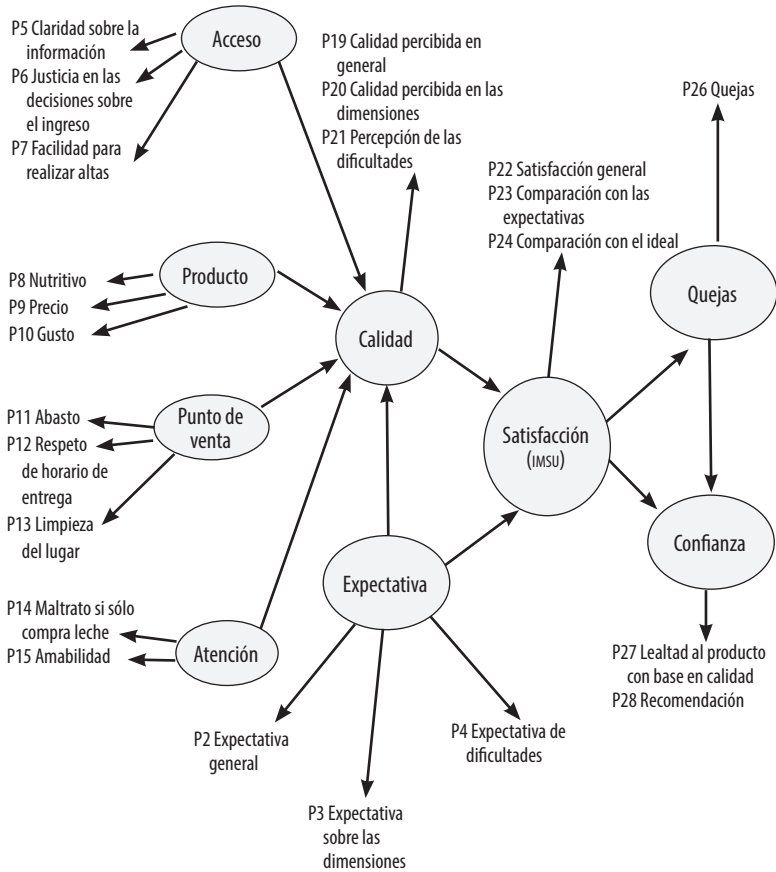 P5 Claridad sobre la
información
P6 Justicia en las
decisiones sobre
el ingreso
P7 Facilidad para
realizar altas
Acceso
P19 Calidad percibida en
general
P20 Calidad percibida en las
dimensiones
P21 Percepción de las
dificultades
P26 Quejas
P22 Satisfacción general
P23 Comparación con las
expectativas
P24 Comparación con el ideal
P8 Nutritivo
P9 Precio
P10 Gusto
Producto
Calidad
Quejas
P11 Abasto
P12 Respeto
de horario de
entrega
P13 Limpieza
del lugar
Punto de
venta
Satisfacción
(IMSU)
Confianza
Expectativa
P14 Maltrato si sólo
compra leche
P15 Amabilidad
Atención
P27 Lealtad al producto
con base en calidad
P28 Recomendación
P2 Expectativa
general
P4 Expectativa de
dificultades
P3 Expectativa
sobre las
dimensiones